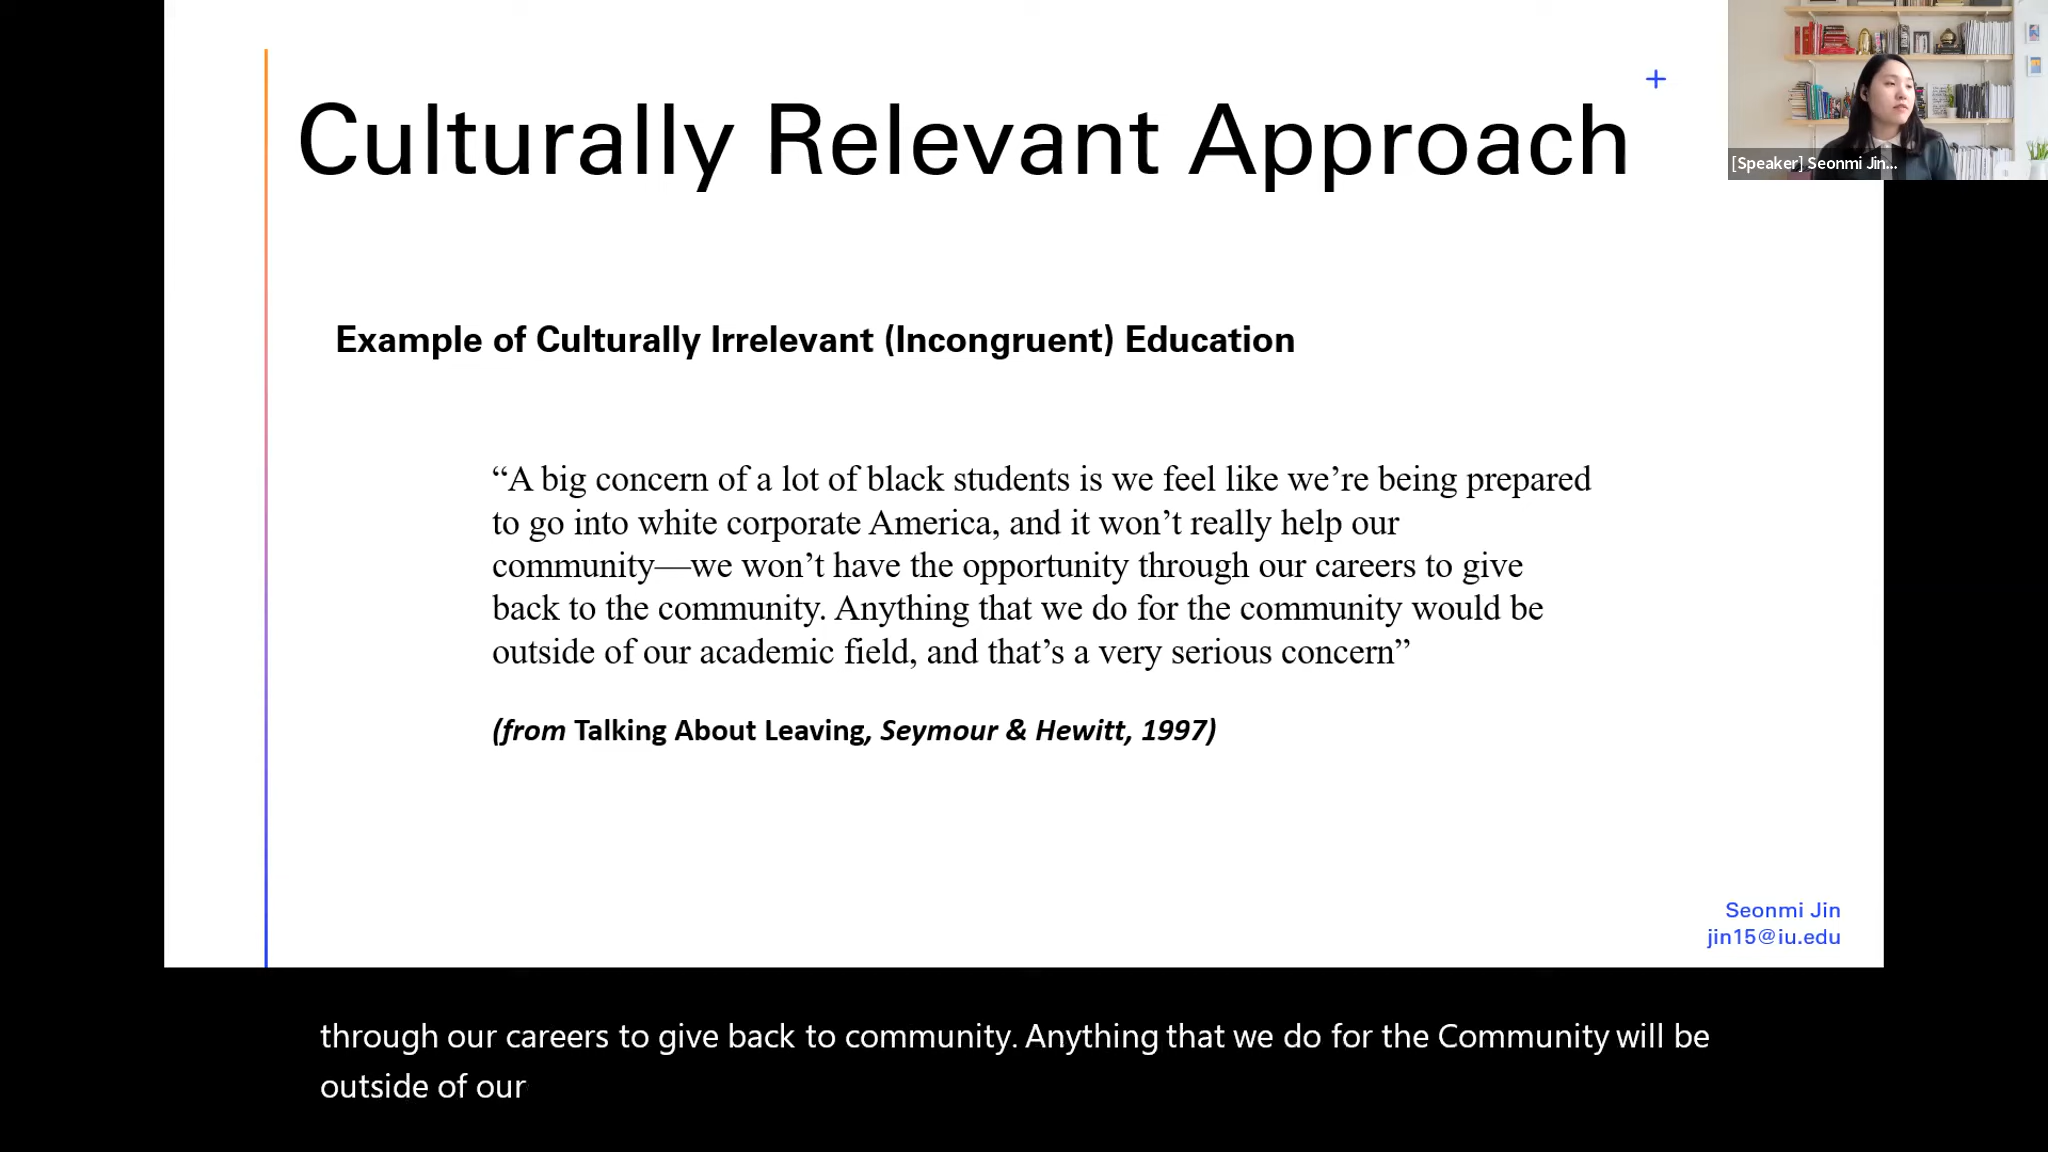 Culturally Relevant Approach
+
[Speaker] Seonmi Jin...
Example of Culturally Irrelevant (Incongruent) Education
“A big concern of a lot of black students is we feel like we’re being prepared
to go into white corporate America, and it won’t really help our
community—we won’t have the opportunity through our careers to give
back to the community. Anything that we do for the community would be
outside of our academic field, and that’s a very serious concern”
(from Talking About Leaving, Seymour & Hewitt, 1997)
Seonmi Jin
jin15@iu.edu
through our careers to give back to community. Anything that we do for the Community will be
outside of our